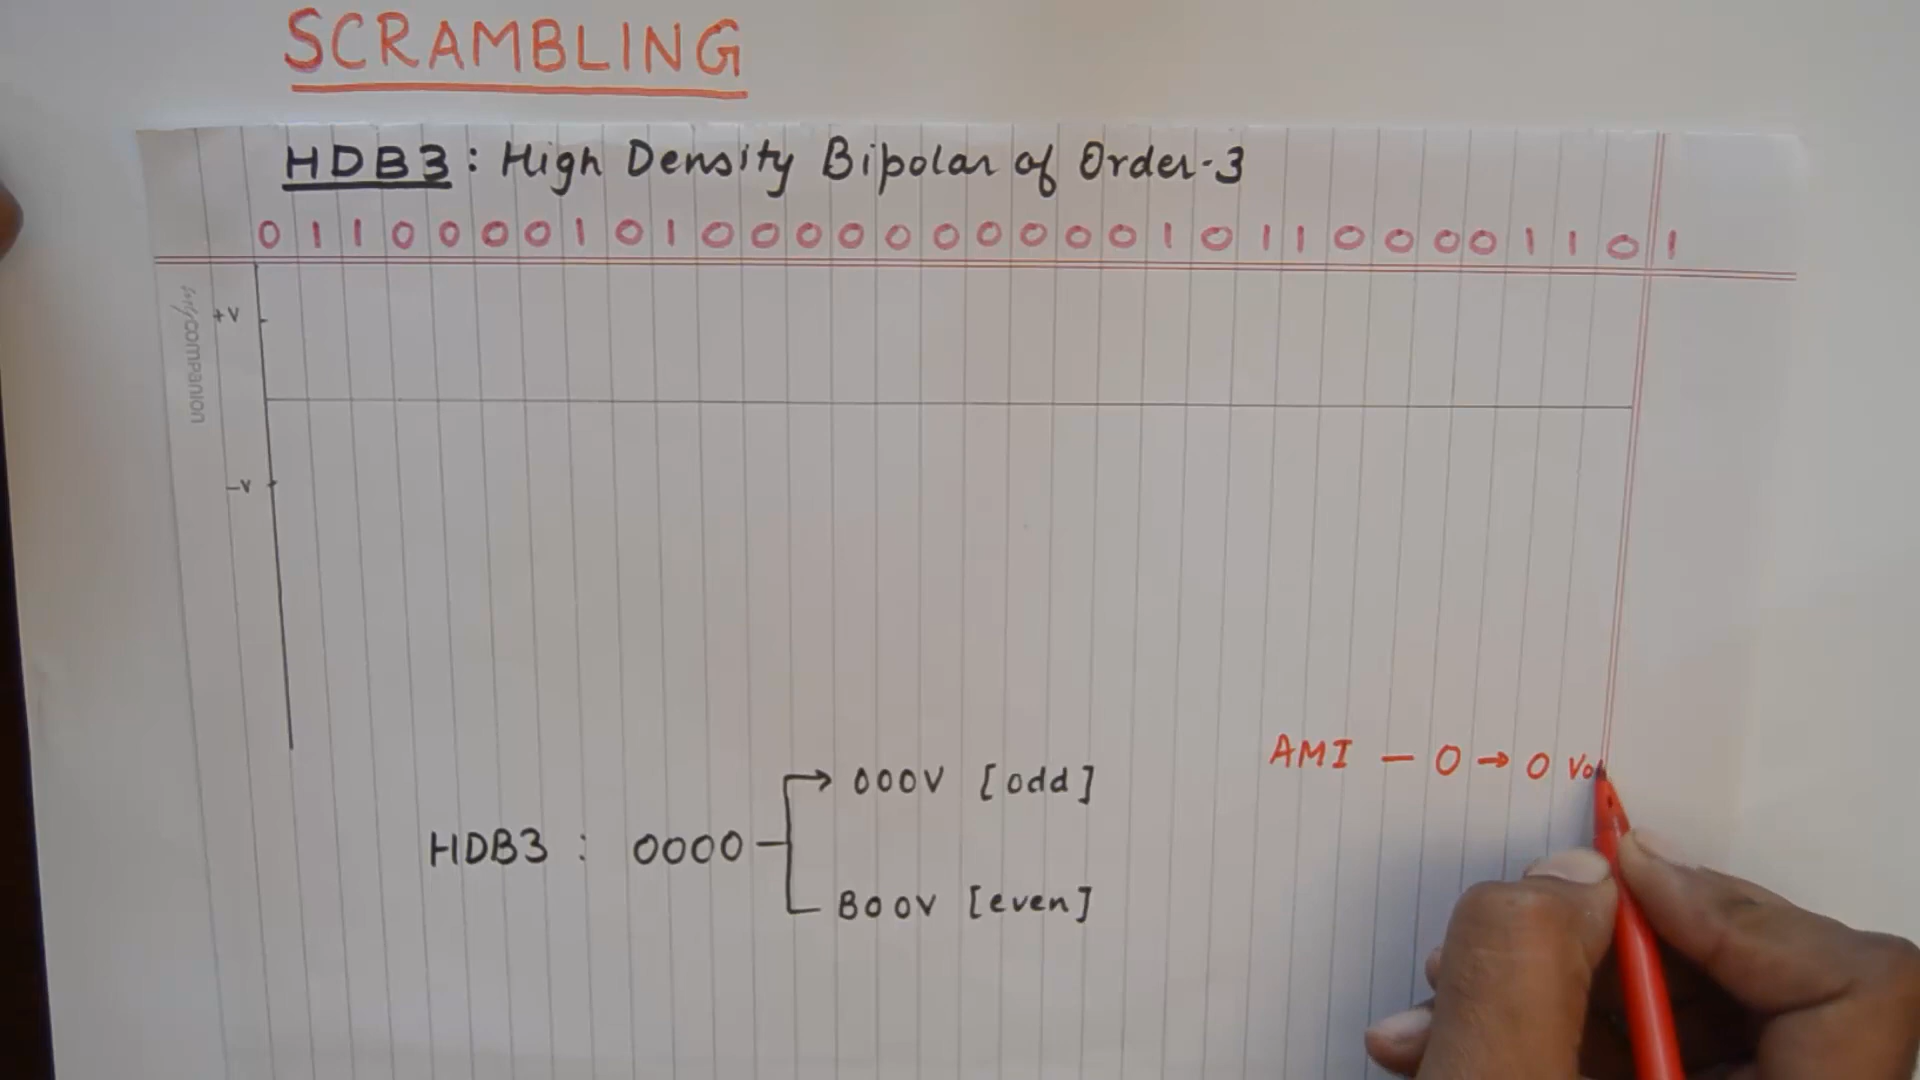 SCRAMBLING
HDB3 : High Density Bipolar of Order-3
0 1 1 0 0 0 0 1 0 1 0 0 0 0 0 0 0 0 0 0 1 0 1 1 0 0 0 0 1 1 0 1
+V
companion
-V
AMI - 0 → 0 Vo
000V [odd]
HDB3 : 0000
B00V [even]